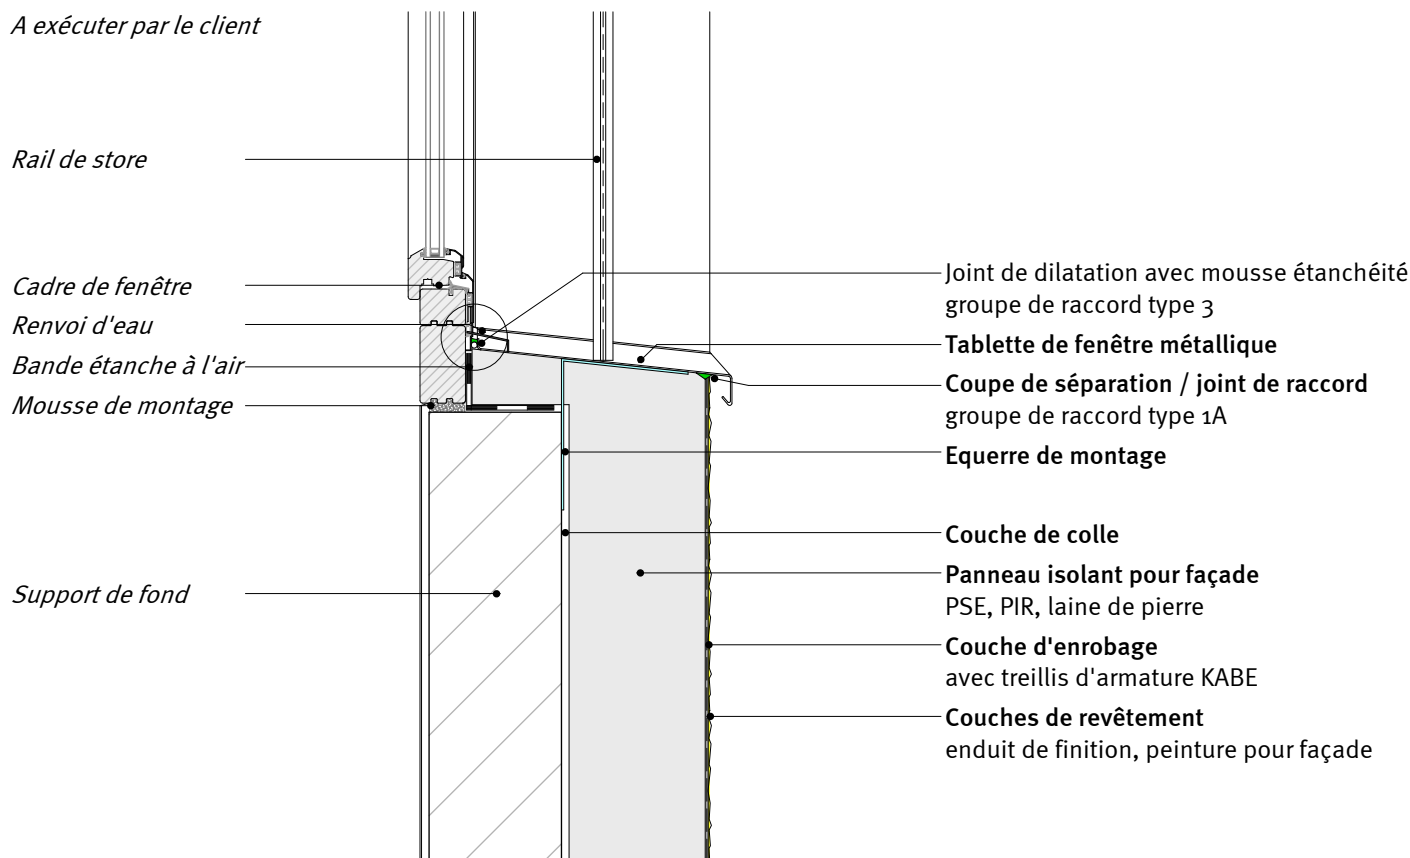 A exécuter par le client
Rail de store
Cadre de fenêtre
Renvoi d'eau
Bande étanche à l'air
Mousse de montage
Support de fond
Joint de dilatation avec mousse étanchéité
groupe de raccord type 3
Tablette de fenêtre métallique
Coupe de séparation / joint de raccord
groupe de raccord type 1A
Equerre de montage
Couche de colle
Panneau isolant pour façade
PSE, PIR, laine de pierre
Couche d'enrobage
avec treillis d'armature KABE
Couches de revêtement
enduit de finition, peinture pour façade